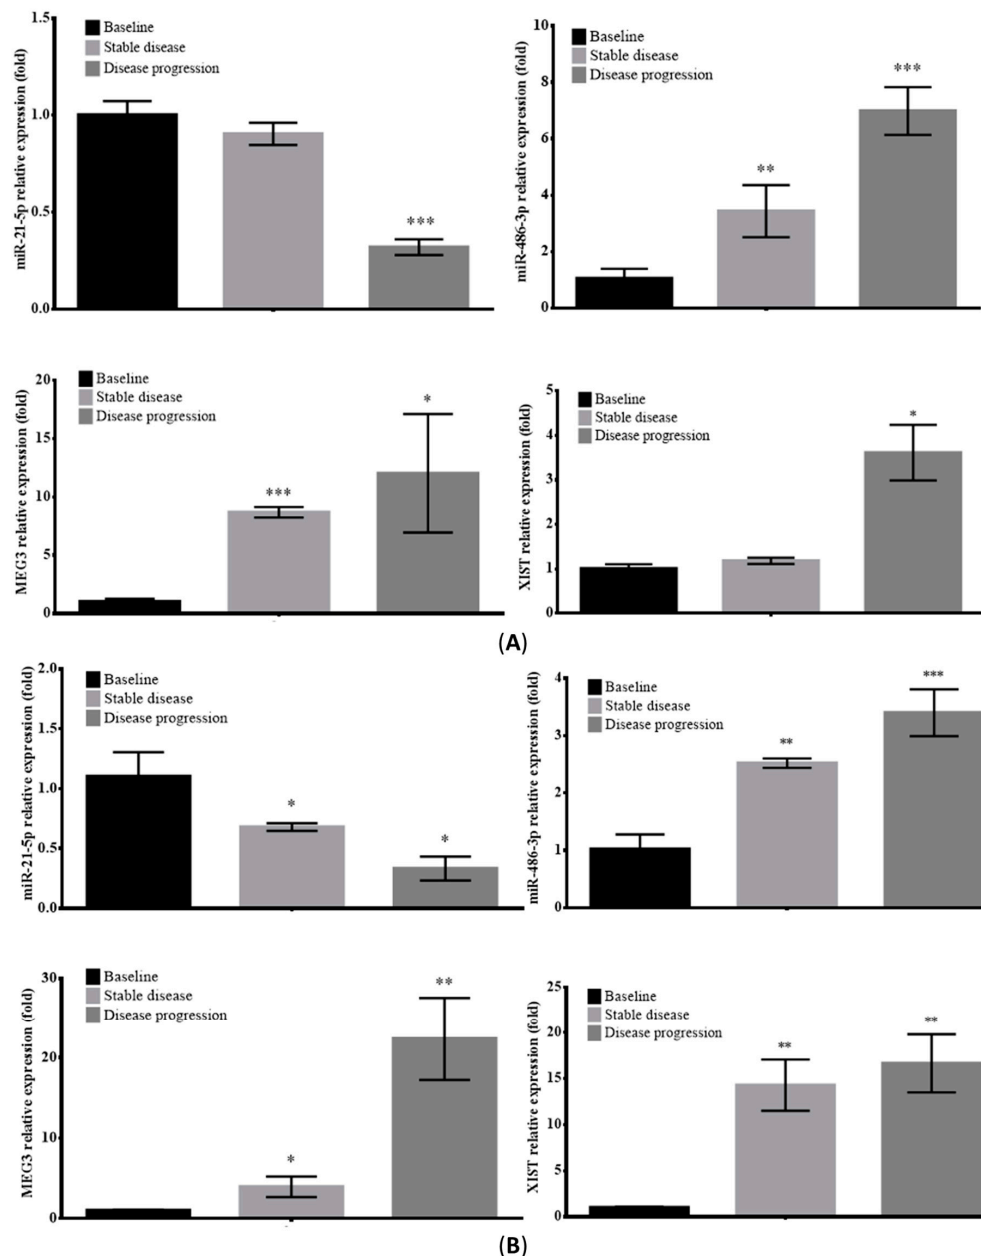 miR-21-5p relative expression (fold)
1.5
1.0
0.5
0.0
Baseline
Stable disease
Disease progression
***
miR-486-3p relative expression (fold)
10
8
6
4
2
0
Baseline
Stable disease
Disease progression
**
***
MEG3 relative expression (fold)
20
15
10
5
0
Baseline
Stable disease
Disease progression
***
*
XIST relative expression (fold)
5
4
3
2
1
0
Baseline
Stable disease
Disease progression
*
(A)
miR-21-5p relative expression (fold)
2.0
1.5
1.0
0.5
0.0
Baseline
Stable disease
Disease progression
*
*
miR-486-3p relative expression (fold)
4
3
2
1
0
Baseline
Stable disease
Disease progression
**
***
MEG3 relative expression (fold)
30
20
10
0
Baseline
Stable disease
Disease progression
*
**
XIST relative expression (fold)
25
20
15
10
5
0
Baseline
Stable disease
Disease progression
**
**
(B)